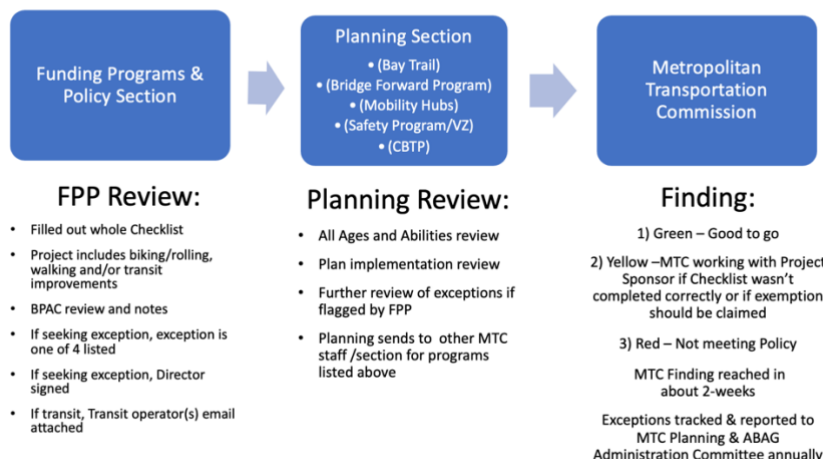 Funding Programs &
Policy Section
Planning Section
• (Bay Trail)
• (Bridge Forward Program)
• (Mobility Hubs)
• (Safety Program/VZ)
• (CBTP)
Metropolitan
Transportation
Commission
FPP Review:
• Filled out whole Checklist
• Project includes biking/rolling,
walking and/or transit
improvements
• BPAC review and notes
• If seeking exception, exception is
one of 4 listed
• If seeking exception, Director
signed
• If transit, Transit operator(s) email
attached
Planning Review:
• All Ages and Abilities review
• Plan implementation review
• Further review of exceptions if
flagged by FPP
• Planning sends to other MTC
staff /section for programs
listed above
Finding:
1) Green – Good to go
2) Yellow –MTC working with Project
Sponsor if Checklist wasn't
completed correctly or if exemption
should be claimed
3) Red – Not meeting Policy
MTC Finding reached in
about 2-weeks
Exceptions tracked & reported to
MTC Planning & ABAG
Administration Committee annually